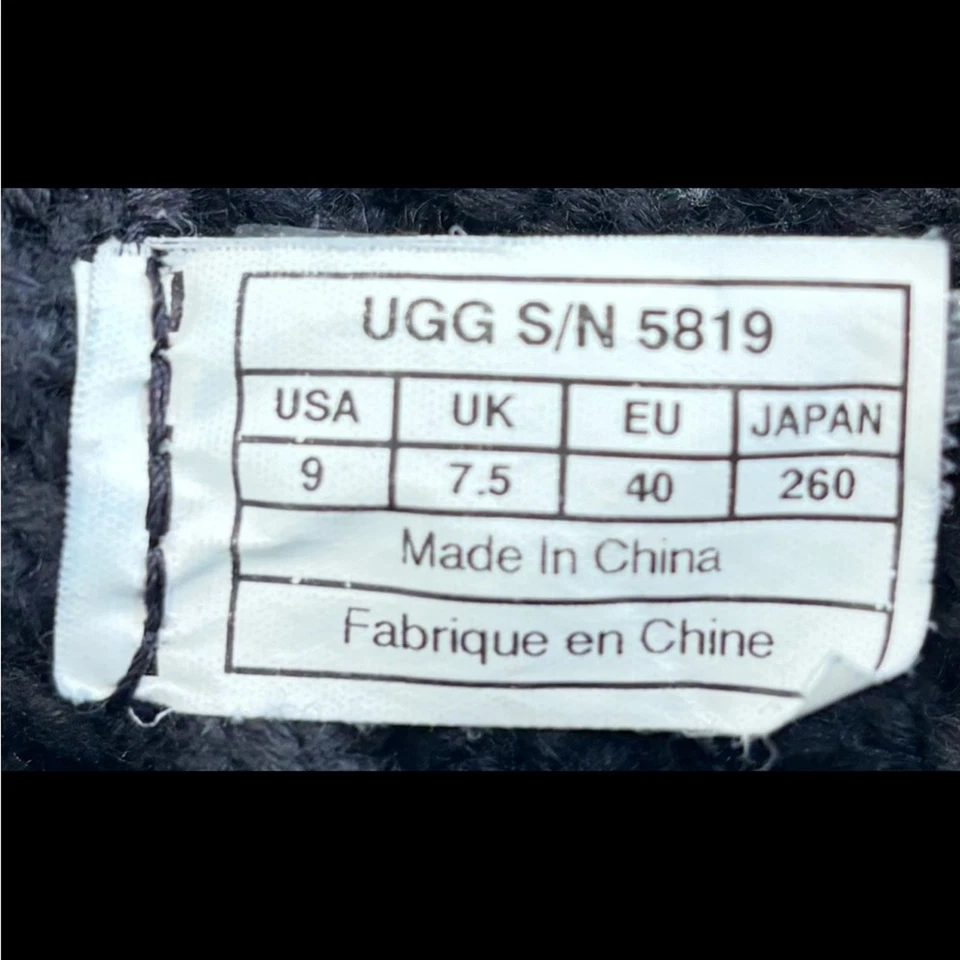 UGG S/N 5819
USA UK EU JAPAN
9 7.5 40 260
Made In China
Fabrique en Chine